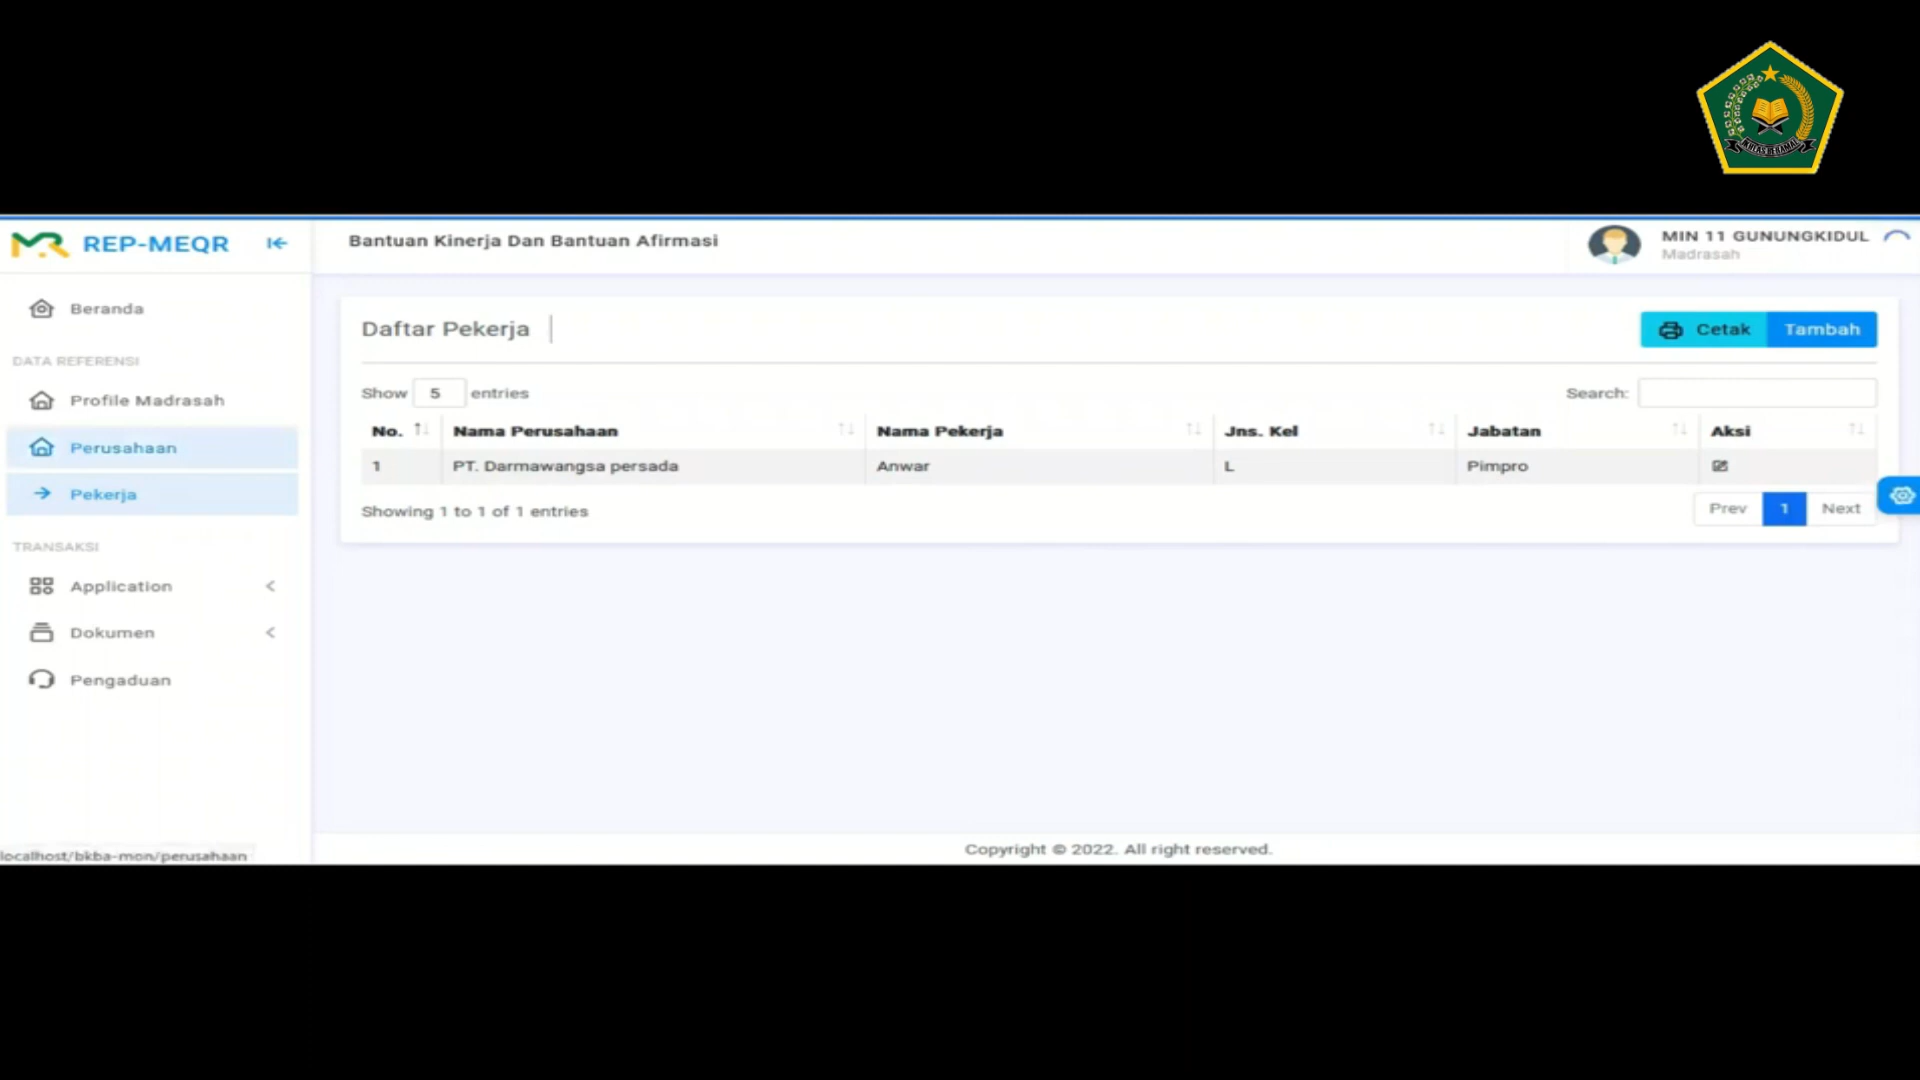 IKHLAS BERAMAL
REP-MEQR
Bantuan Kinerja Dan Bantuan Afirmasi
MIN 11 GUNUNGKIDUL
Madrasah
Beranda
DATA REFERENSI
Profile Madrasah
Perusahaan
Pekerja
TRANSAKSI
Application
Dokumen
Pengaduan
Daftar Pekerja
Cetak Tambah
Show 5 entries Search:
No. Nama Perusahaan Nama Pekerja Jns. Kel Jabatan Aksi
1 PT. Darmawangsa persada Anwar L Pimpro
Showing 1 to 1 of 1 entries
Prev 1 Next
Copyright © 2022. All right reserved.
localhost/bkba-mon/perusahaan